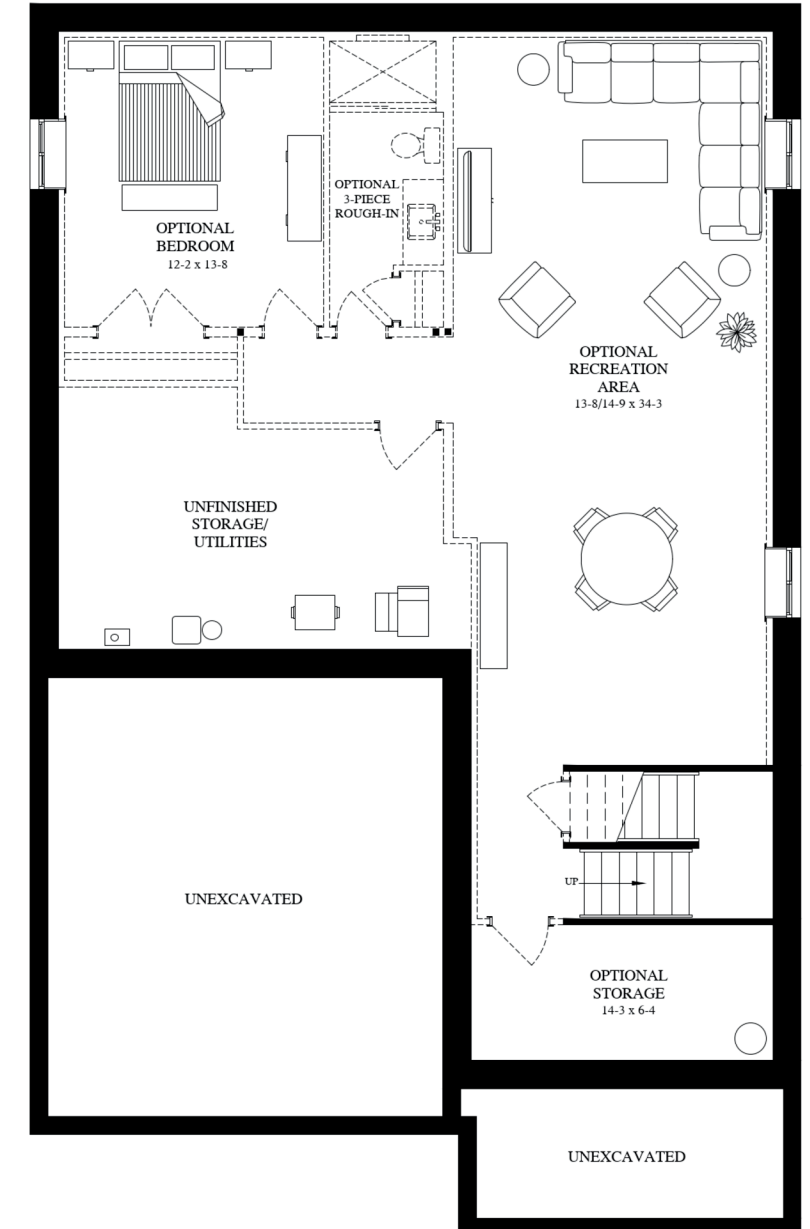 OPTIONAL
3-PIECE
ROUGH-IN
OPTIONAL
BEDROOM
12-2 x 13-8
OPTIONAL
RECREATION
AREA
13-8/14-9 x 34-3
UNFINISHED
STORAGE/
UTILITIES
UP
UNEXCAVATED
OPTIONAL
STORAGE
14-3 x 6-4
UNEXCAVATED